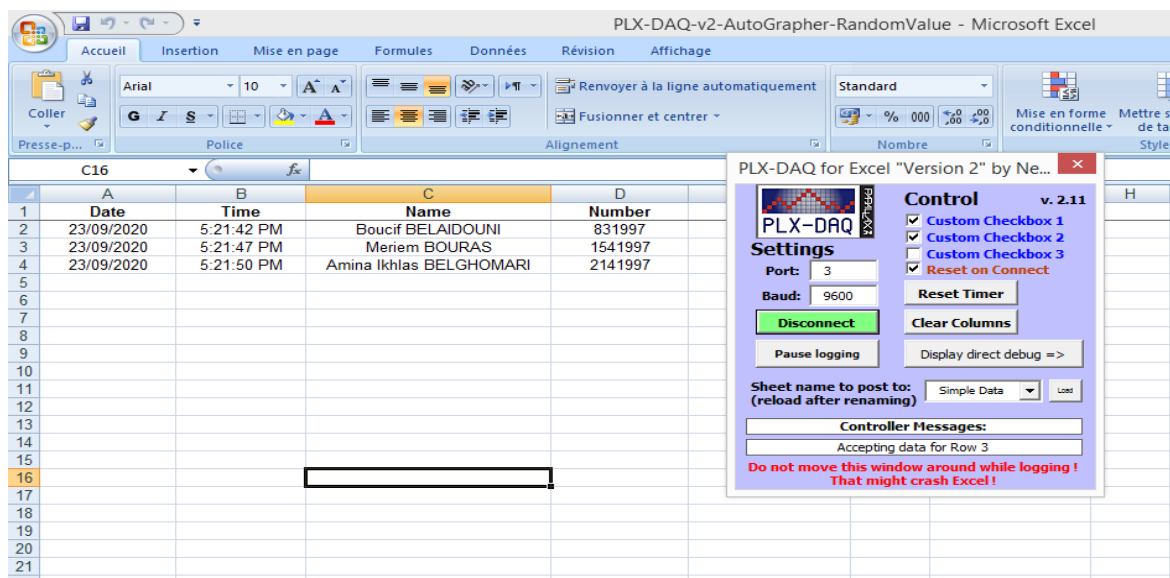 PLX-DAQ-v2-AutoGrapher-RandomValue - Microsoft Excel
Accueil Insertion Mise en page Formules Données Révision Affichage
Coller
Arial 10 A A
G I S A
Renvoyer à la ligne automatiquement
Fusionner et centrer
Standard
% 000 ,00 ,00
Mise en forme conditionnelle
Mettre s
de ta
Presse-p... Police Alignement Nombre Style
C16 fx
A B C D H
1 Date Time Name Number
2 23/09/2020 5:21:42 PM Boucif BELAIDOUNI 831997
3 23/09/2020 5:21:47 PM Meriem BOURAS 1541997
4 23/09/2020 5:21:50 PM Amina Ikhlas BELGHOMARI 2141997
5
6
7
8
9
10
11
12
13
14
15
16
17
18
19
20
21
PLX-DAQ for Excel "Version 2" by Ne...
PLX-DAQ
PARALLAX
Control v. 2.11
Custom Checkbox 1
Custom Checkbox 2
Custom Checkbox 3
Reset on Connect
Settings
Port: 3
Baud: 9600
Reset Timer
Disconnect
Clear Columns
Pause logging
Display direct debug =>
Sheet name to post to:
(reload after renaming)
Simple Data
Load
Controller Messages:
Accepting data for Row 3
Do not move this window around while logging !
That might crash Excel !